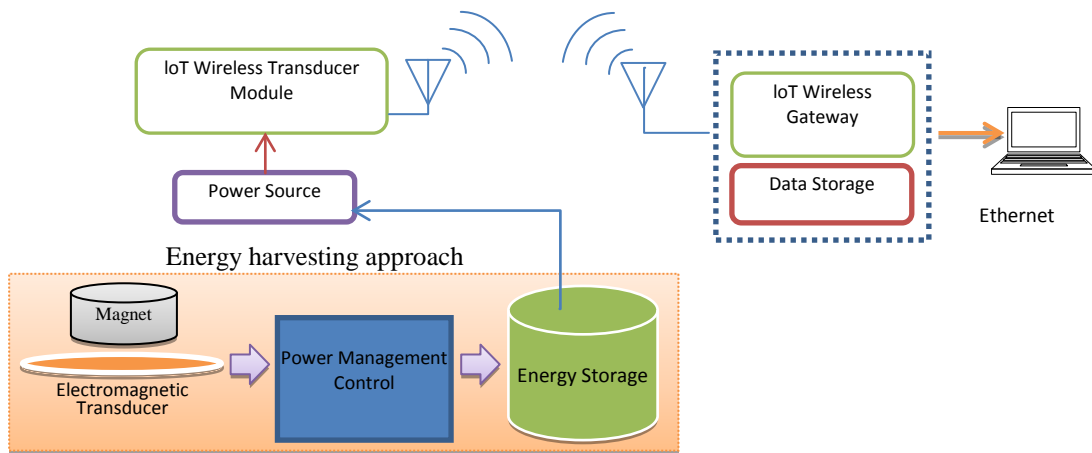 IoT Wireless Transducer
Module
IoT Wireless
Gateway
Data Storage
Ethernet
Power Source
Energy harvesting approach
Magnet
Electromagnetic
Transducer
Power Management
Control
Energy Storage